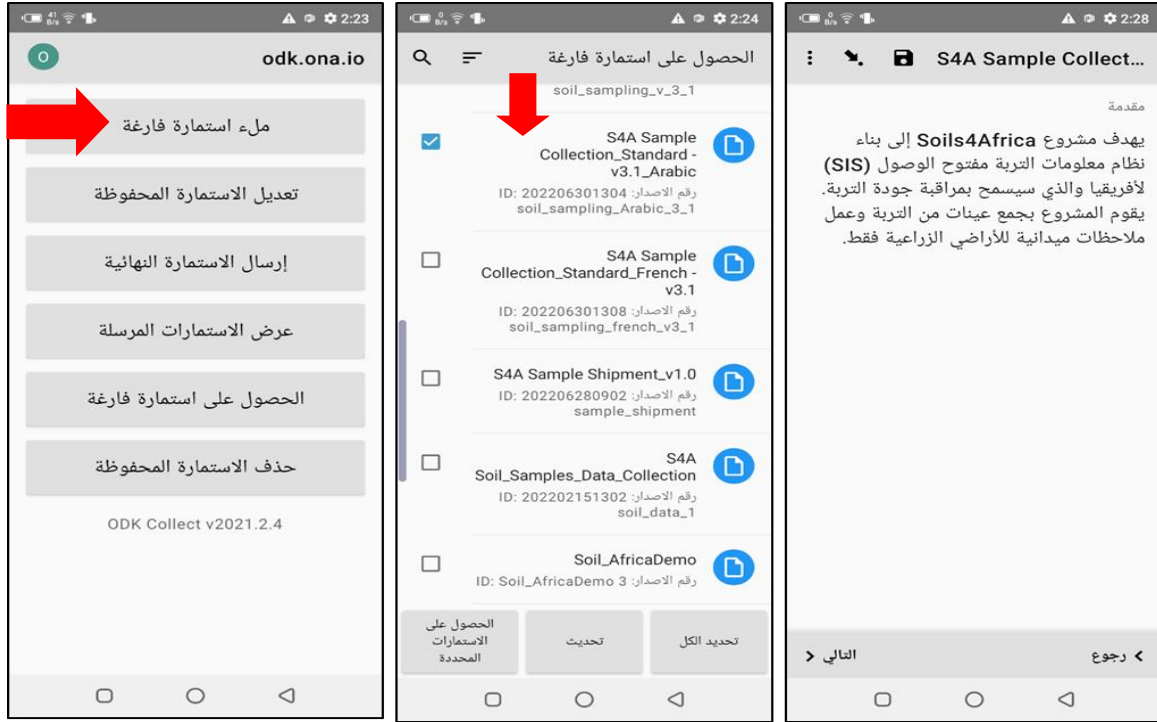 41 B/s
2:23
O
odk.ona.io
ملء استمارة فارغة
تعديل الاستمارة المحفوظة
إرسال الاستمارة النهائية
عرض الاستمارات المرسلة
الحصول على استمارة فارغة
حذف الاستمارة المحفوظة
ODK Collect v2021.2.4
0 B/s
2:24
الحصول على استمارة فارغة
soil_sampling_v_3_1
S4A Sample
Collection_Standard -
v3.1_Arabic
رقم الاصدار: ID: 202206301304
soil_sampling_Arabic_3_1
S4A Sample
Collection_Standard_French -
v3.1
رقم الاصدار: ID: 202206301308
soil_sampling_french_v3_1
S4A Sample Shipment_v1.0
رقم الاصدار: ID: 202206280902
sample_shipment
S4A
Soil_Samples_Data_Collection
رقم الاصدار: ID: 202202151302
soil_data_1
Soil_AfricaDemo
رقم الاصدار: ID: Soil_AfricaDemo 3
تحديد الكل
تحديث
الحصول على
الاستمارات
المحددة
0 B/s
2:28
S4A Sample Collect…
مقدمة
يهدف مشروع Soils4Africa إلى بناء
نظام معلومات التربة مفتوح الوصول (SIS)
لأفريقيا والذي سيسمح بمراقبة جودة التربة.
يقوم المشروع بجمع عينات من التربة وعمل
ملاحظات ميدانية للأراضي الزراعية فقط.
رجوع
التالي